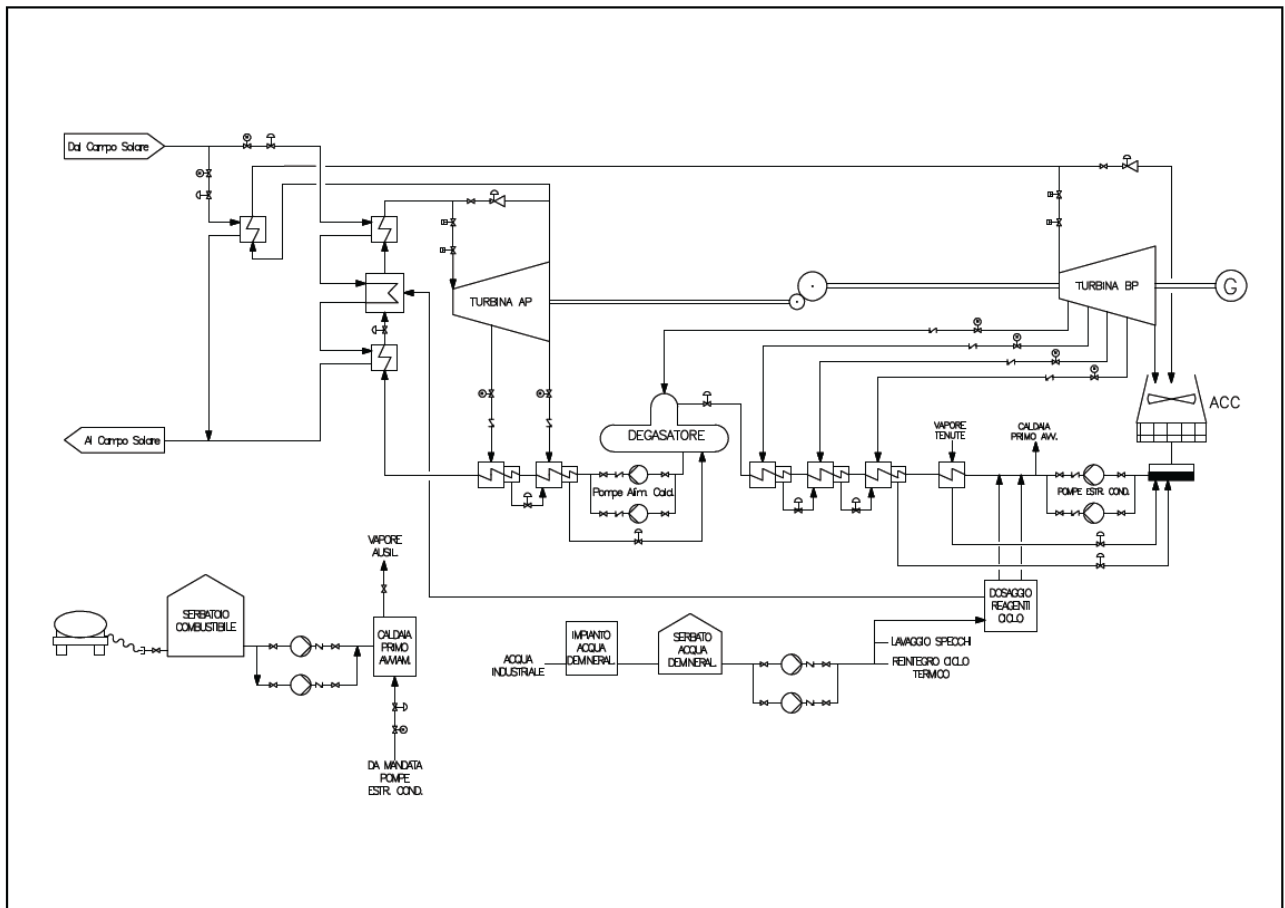 Dal Campo Solare
TURBINA AP
TURBINA BP
G
ACC
Al Campo Solare
DEGASATORE
VAPORE
TENUTE
CALDAIA
PRIMO AVV.
Pompe Alim. Cald.
POMPE ESTR. COND.
VAPORE
AUSIL.
SERBATOIO
COMBUSTIBILE
CALDAIA
PRIMO
AVVIAM.
DA MANDATA
POMPE
ESTR. COND.
ACQUA
INDUSTRIALE
IMPIANTO
ACQUA
DEMINERAL.
SERBATO
ACQUA
DEMINERAL.
DOSAGGIO
REAGENTI
CICLO
LAVAGGIO SPECCHI
REINTEGRO CICLO
TERMICO